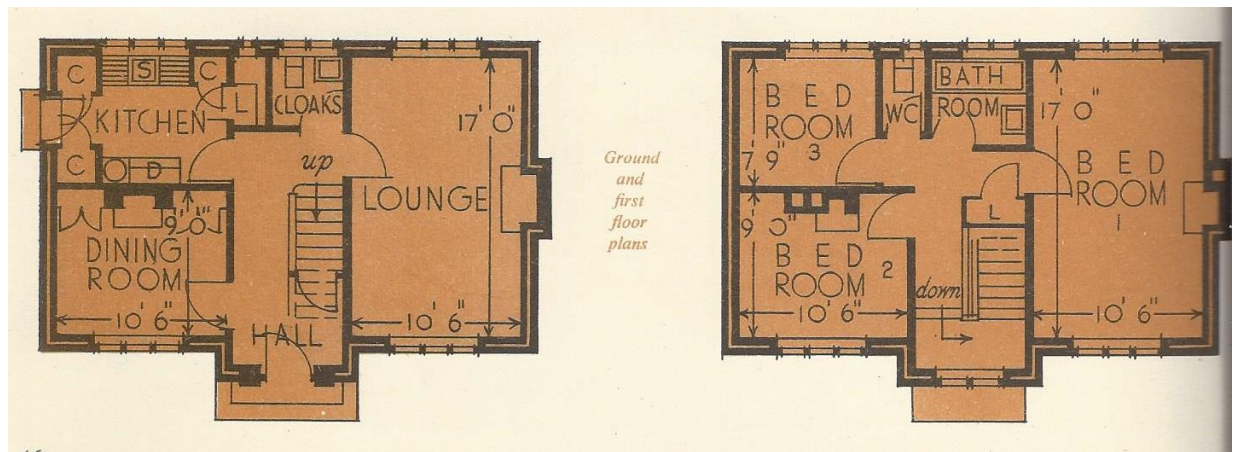 C
S
C
L
CLOAKS
KITCHEN
C
D
up
17' 0"
LOUNGE
9' 0"
DINING
ROOM
10' 6"
10' 6"
HALL
Ground
and
first
floor
plans
BED
ROOM
3
7' 9"
WC
BATH
ROOM
17' 0"
BED
ROOM
1
L
9' 0"
BED
ROOM 2
10' 6"
down
10' 6"